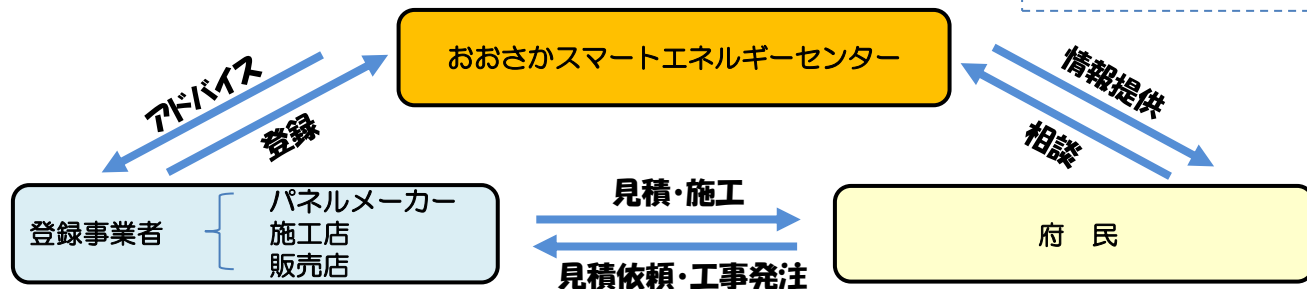 おおさかスマートエネルギーセンター
アドバイス
登録
情報提供
相談
登録事業者
パネルメーカー
施工店
販売店
見積・施工
見積依頼・工事発注
府　民